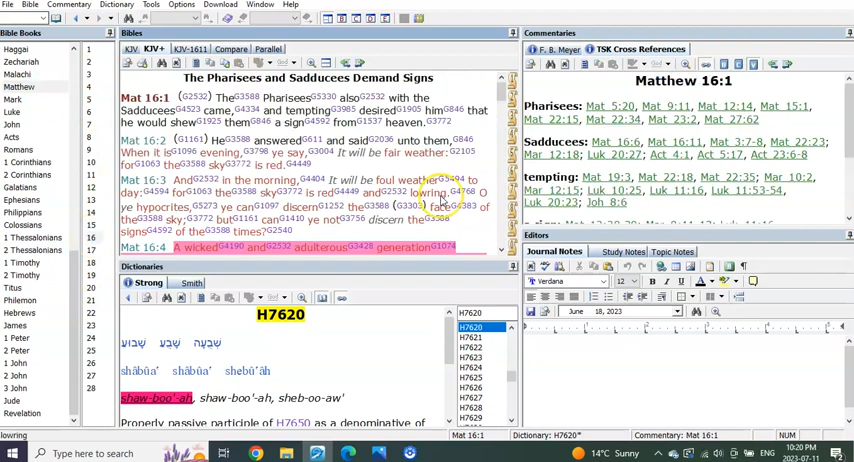 File Bible Commentary Dictionary Tools Options Download Window Help
Bible Books
Haggai
Zechariah
Malachi
Matthew
Mark
Luke
John
Acts
Romans
1 Corinthians
2 Corinthians
Galatians
Ephesians
Philippians
Colossians
1 Thessalonians
2 Thessalonians
1 Timothy
2 Timothy
Titus
Philemon
Hebrews
James
1 Peter
2 Peter
1 John
2 John
3 John
Jude
Revelation
1
2
3
4
5
6
7
8
9
10
11
12
13
14
15
16
17
18
19
20
21
22
23
24
25
26
27
28
Bibles
KJV KJV+ KJV-1611 Compare Parallel
The Pharisees and Sadducees Demand Signs
Mat 16:1 (G2532) The G3588 Pharisees G5330 also G2532 with the
Sadducees G4523 came, G4334 and tempting G3985 desired G1905 him G846 that
he would shew G1925 them G846 a sign G4592 from G1537 heaven. G3772
Mat 16:2 (G1161) He G3588 answered G611 and said G2036 unto them, G846
When it is G1096 evening, G3798 ye say, G3004 It will be fair weather: G2105
for G1063 the G3588 sky G3772 is red. G4449
Mat 16:3 And G2532 in the morning, G4404 It will be foul weather G5494 to
day: G4594 for G1063 the G3588 sky G3772 is red G4449 and G2532 lowring. G4768 O
ye hypocrites, G5273 ye can G1097 discern G1252 the G3588 (G3303) face G4383 of
the G3588 sky; G3772 but G1161 can G1410 ye not G3756 discern the G3588
signs G4592 of the G3588 times? G2540
Mat 16:4 A wicked G4190 and G2532 adulterous G3428 generation G1074
Dictionaries
Strong Smith
H7620
שְׁבֻעָה שָׁבֻעַ שָׁבוּעַ
shâbûa‛ shâbûa‛ shebû‛âh
shaw-boo'-ah, shaw-boo'-ah, sheb-oo-aw'
Properly passive participle of H7650 as a denominative of
H7620
H7620
H7621
H7622
H7623
H7624
H7625
H7626
H7627
H7628
H7629
Commentaries
F. B. Meyer TSK Cross References
Matthew 16:1
Pharisees: Mat 5:20, Mat 9:11, Mat 12:14, Mat 15:1,
Mat 22:15, Mat 22:34, Mat 23:2, Mat 27:62
Sadducees: Mat 16:6, Mat 16:11, Mat 3:7-8, Mat 22:23;
Mar 12:18; Luk 20:27; Act 4:1, Act 5:17, Act 23:6-8
tempting: Mat 19:3, Mat 22:18, Mat 22:35; Mar 10:2,
Mar 12:15; Luk 10:25, Luk 11:16, Luk 11:53-54,
Luk 20:23; Joh 8:6
Editors
Journal Notes Study Notes Topic Notes
Verdana 12 B I U A
June 18, 2023
1 2 3 4 5
lowring
Mat 16:1 Dictionary: H7620* Commentary: Mat 16:1 NUM
Type here to search
14°C Sunny
ENG
10:20 PM
2023-07-11
2